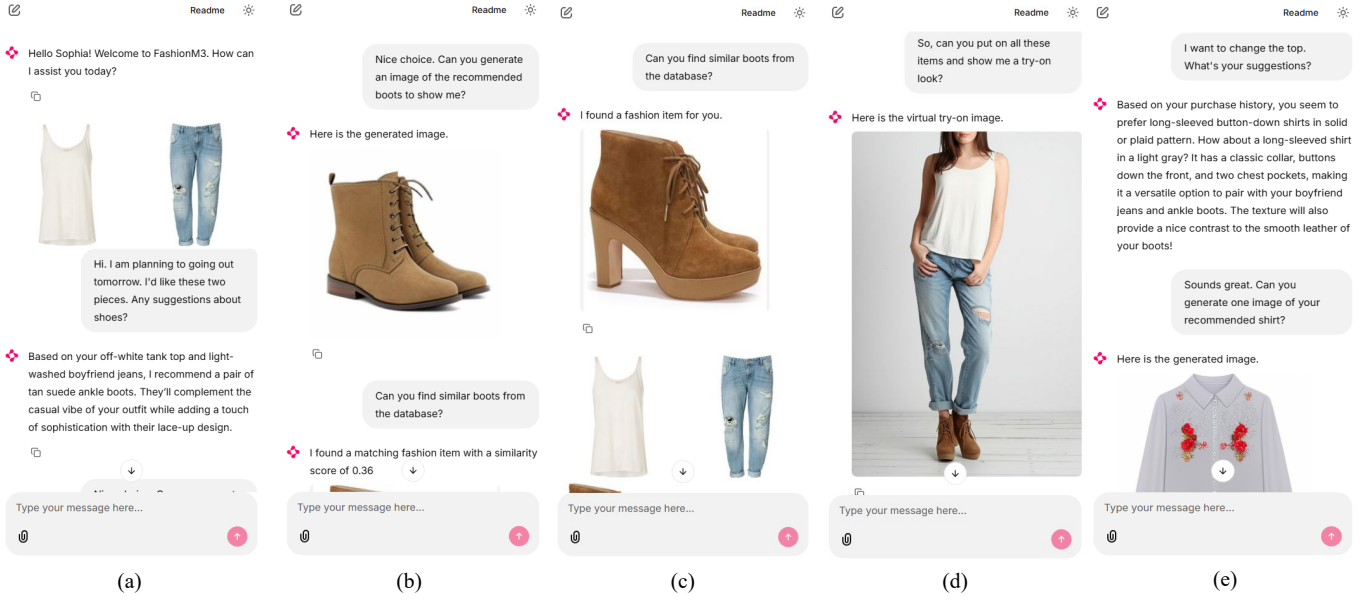 Readme
Hello Sophia! Welcome to FashionM3. How can
I assist you today?
Hi. I am planning to going out
tomorrow. I'd like these two
pieces. Any suggestions about
shoes?
Based on your off-white tank top and light-
washed boyfriend jeans, I recommend a pair of
tan suede ankle boots. They'll complement the
casual vibe of your outfit while adding a touch
of sophistication with their lace-up design.
Type your message here...
(a)
Readme
Nice choice. Can you generate
an image of the recommended
boots to show me?
Here is the generated image.
Can you find similar boots from
the database?
I found a matching fashion item with a similarity
score of 0.36
Type your message here...
(b)
Readme
Can you find similar boots from
the database?
I found a fashion item for you.
Type your message here...
(c)
Readme
So, can you put on all these
items and show me a try-on
look?
Here is the virtual try-on image.
Type your message here...
(d)
Readme
I want to change the top.
What's your suggestions?
Based on your purchase history, you seem to
prefer long-sleeved button-down shirts in solid
or plaid pattern. How about a long-sleeved shirt
in a light gray? It has a classic collar, buttons
down the front, and two chest pockets, making
it a versatile option to pair with your boyfriend
jeans and ankle boots. The texture will also
provide a nice contrast to the smooth leather of
your boots!
Sounds great. Can you
generate one image of your
recommended shirt?
Here is the generated image.
Type your message here...
(e)